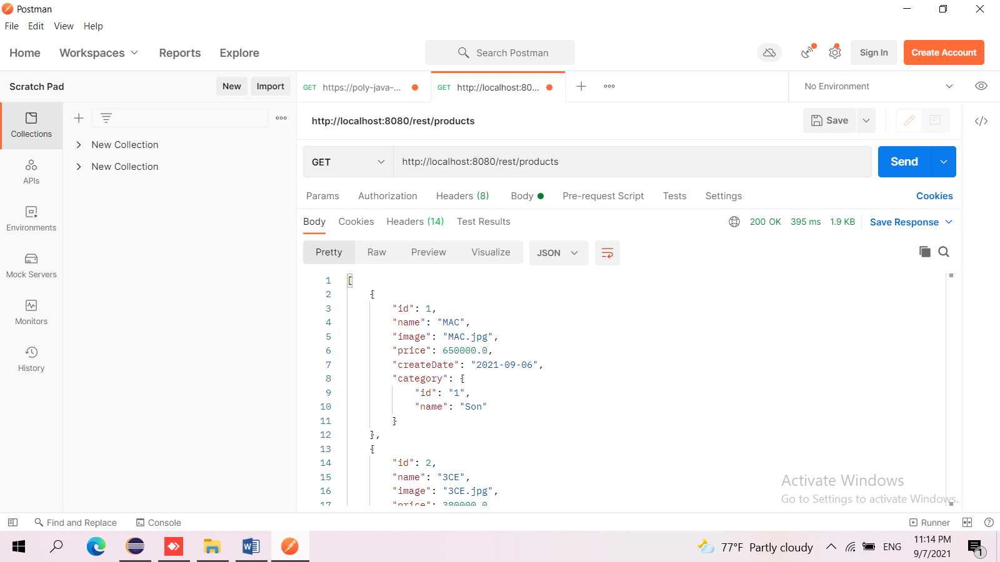 Postman
File Edit View Help
Home Workspaces Reports Explore Search Postman Sign In Create Account
Scratch Pad New Import GET https://poly-java-... GET http://localhost:80... No Environment
http://localhost:8080/rest/products Save
Collections
New Collection
New Collection
APIs
Environments
Mock Servers
Monitors
History
GET http://localhost:8080/rest/products Send
Params Authorization Headers (8) Body Pre-request Script Tests Settings Cookies
Body Cookies Headers (14) Test Results 200 OK 395 ms 1.9 KB Save Response
Pretty Raw Preview Visualize JSON
1 [
2 {
3 "id": 1,
4 "name": "MAC",
5 "image": "MAC.jpg",
6 "price": 650000.0,
7 "createDate": "2021-09-06",
8 "category": {
9 "id": "1",
10 "name": "Son"
11 }
12 },
13 {
14 "id": 2,
15 "name": "3CE",
16 "image": "3CE.jpg",
17 "price": 380000.0
Activate Windows
Go to Settings to activate Windows.
Find and Replace Console Runner
77°F Partly cloudy ENG 11:14 PM
9/7/2021 1